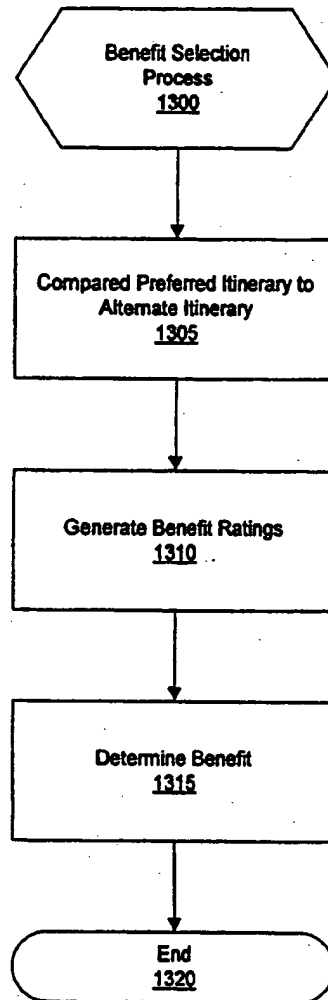 Benefit Selection
Process
1300
Compared Preferred Itinerary to
Alternate Itinerary
1305
Generate Benefit Ratings
1310
Determine Benefit
1315
End
1320